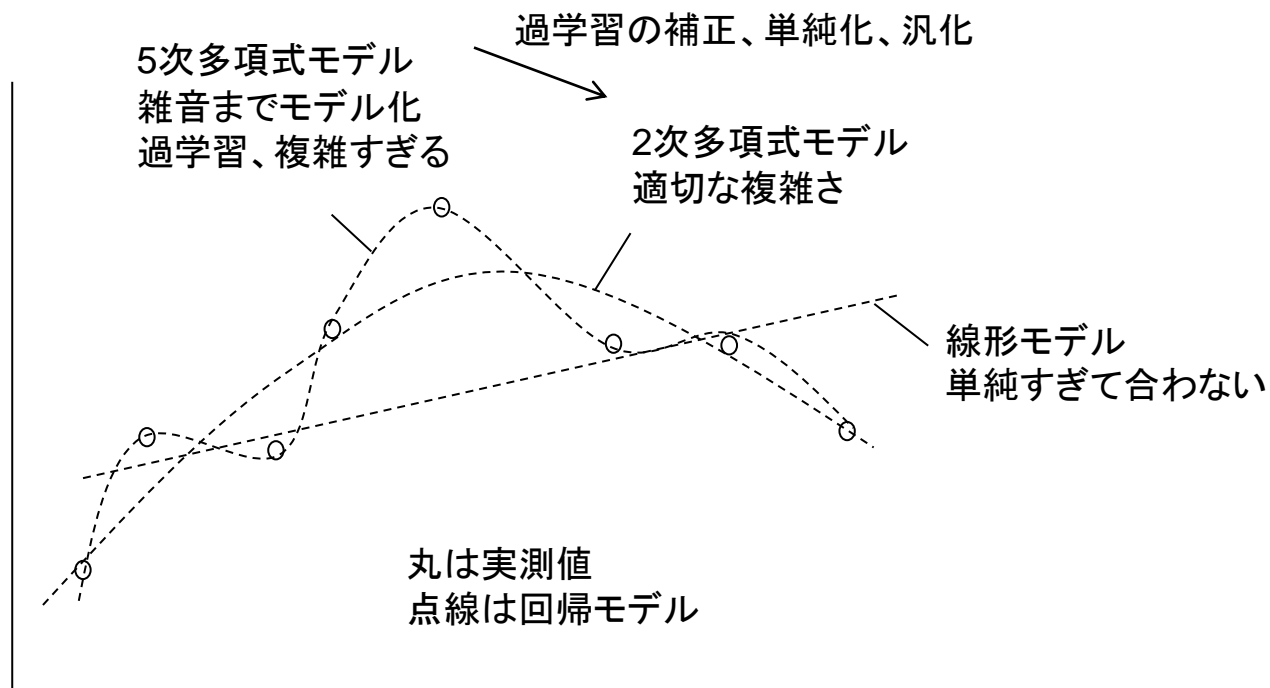 過学習の補正、単純化、汎化
5次多項式モデル
雑音までモデル化
過学習、複雑すぎる
2次多項式モデル
適切な複雑さ
線形モデル
単純すぎて合わない
丸は実測値
点線は回帰モデル